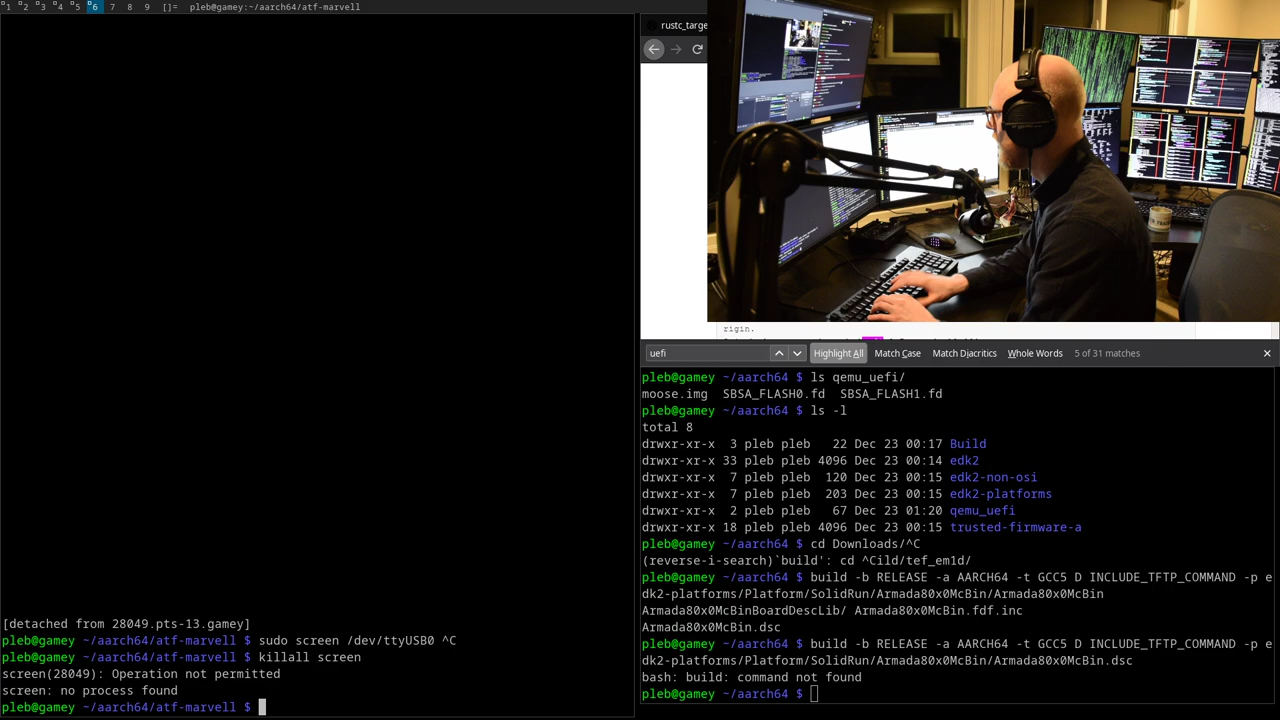 1 2 3 4 5 6 7 8 9 []= pleb@gamey:~/aarch64/atf-marvell
rustc_targe
rigin.
uefi Highlight All Match Case Match Diacritics Whole Words 5 of 31 matches
pleb@gamey ~/aarch64 $ ls qemu_uefi/
moose.img SBSA_FLASH0.fd SBSA_FLASH1.fd
pleb@gamey ~/aarch64 $ ls -l
total 8
drwxr-xr-x 3 pleb pleb 22 Dec 23 00:17 Build
drwxr-xr-x 33 pleb pleb 4096 Dec 23 00:14 edk2
drwxr-xr-x 7 pleb pleb 120 Dec 23 00:15 edk2-non-osi
drwxr-xr-x 7 pleb pleb 203 Dec 23 00:15 edk2-platforms
drwxr-xr-x 2 pleb pleb 67 Dec 23 01:20 qemu_uefi
drwxr-xr-x 18 pleb pleb 4096 Dec 23 00:15 trusted-firmware-a
pleb@gamey ~/aarch64 $ cd Downloads/^C
(reverse-i-search)`build': cd ^Cild/tef_em1d/
pleb@gamey ~/aarch64 $ build -b RELEASE -a AARCH64 -t GCC5 D INCLUDE_TFTP_COMMAND -p e
dk2-platforms/Platform/SolidRun/Armada80x0McBin/Armada80x0McBin
Armada80x0McBinBoardDescLib/ Armada80x0McBin.fdf.inc
Armada80x0McBin.dsc
pleb@gamey ~/aarch64 $ build -b RELEASE -a AARCH64 -t GCC5 D INCLUDE_TFTP_COMMAND -p e
dk2-platforms/Platform/SolidRun/Armada80x0McBin/Armada80x0McBin.dsc
bash: build: command not found
pleb@gamey ~/aarch64 $
[detached from 28049.pts-13.gamey]
pleb@gamey ~/aarch64/atf-marvell $ sudo screen /dev/ttyUSB0 ^C
pleb@gamey ~/aarch64/atf-marvell $ killall screen
screen(28049): Operation not permitted
screen: no process found
pleb@gamey ~/aarch64/atf-marvell $